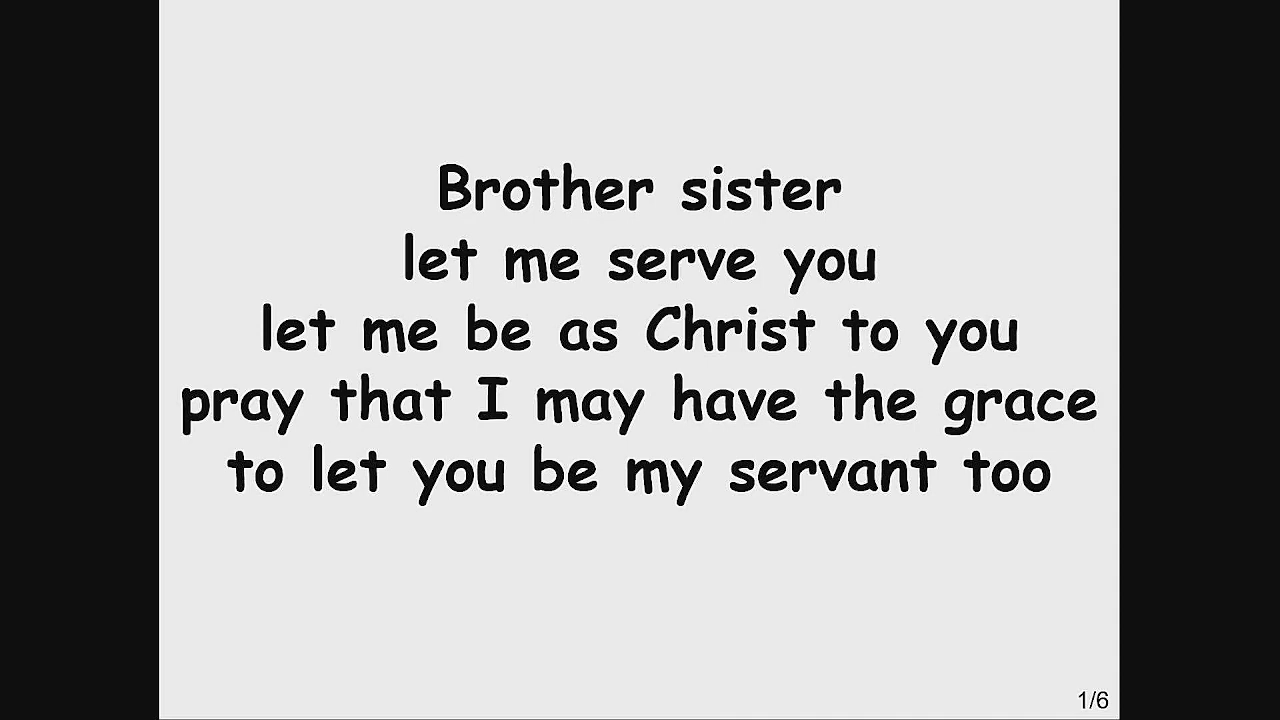 Brother sister
let me serve you
let me be as Christ to you
pray that I may have the grace
to let you be my servant too
1/6